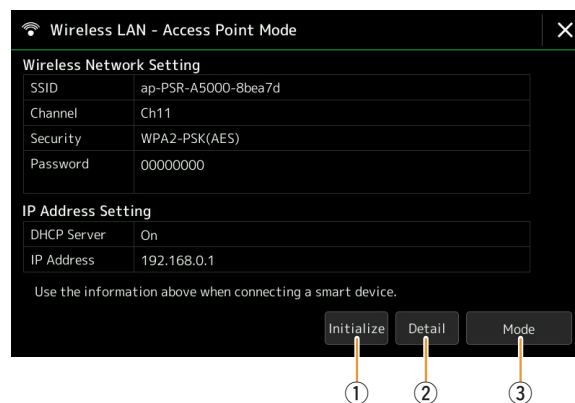 Wireless LAN - Access Point Mode
Wireless Network Setting
SSID ap-PSR-A5000-8bea7d
Channel Ch11
Security WPA2-PSK(AES)
Password 00000000
IP Address Setting
DHCP Server On
IP Address 192.168.0.1
Use the information above when connecting a smart device.
Initialize Detail Mode
① ② ③